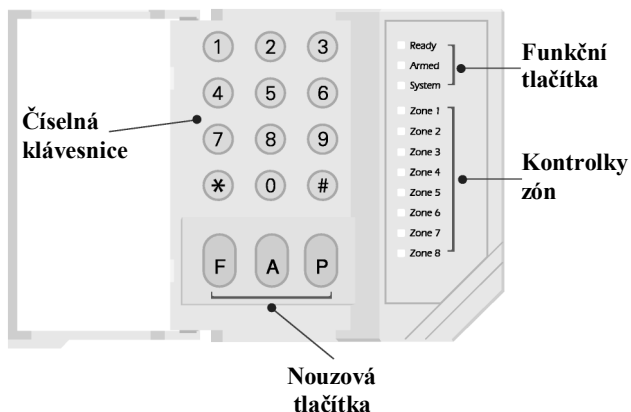 1 2 3
4 5 6
7 8 9
* 0 #
F A P
Ready
Armed
System
Zone 1
Zone 2
Zone 3
Zone 4
Zone 5
Zone 6
Zone 7
Zone 8
Číselná
klávesnice
Funkční
tlačítka
Kontrolky
zón
Nouzová
tlačítka